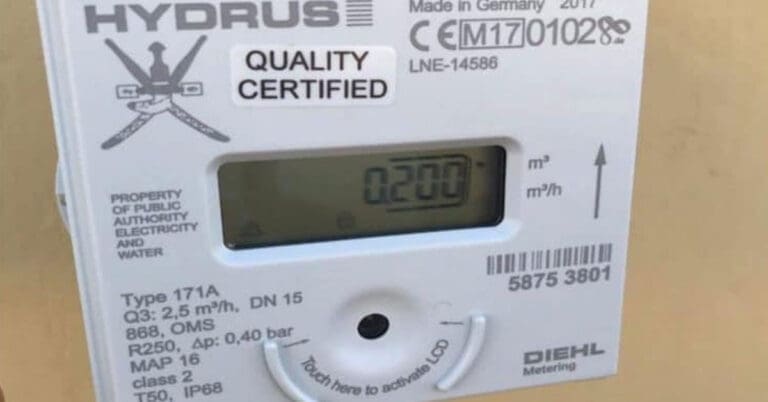 HYDRUS
Made in Germany 2017
CE M17 0102
LNE-14586
QUALITY
CERTIFIED
0.200
m³
m³/h
PROPERTY
OF PUBLIC
AUTHORITY
ELECTRICITY
AND
WATER
5875 3801
Type 171A
Q3: 2,5 m³/h, DN 15
868, OMS
R250, Δp: 0,40 bar
MAP 16
class 2
T50, IP68
Touch here to activate LCD
DIEHL
Metering